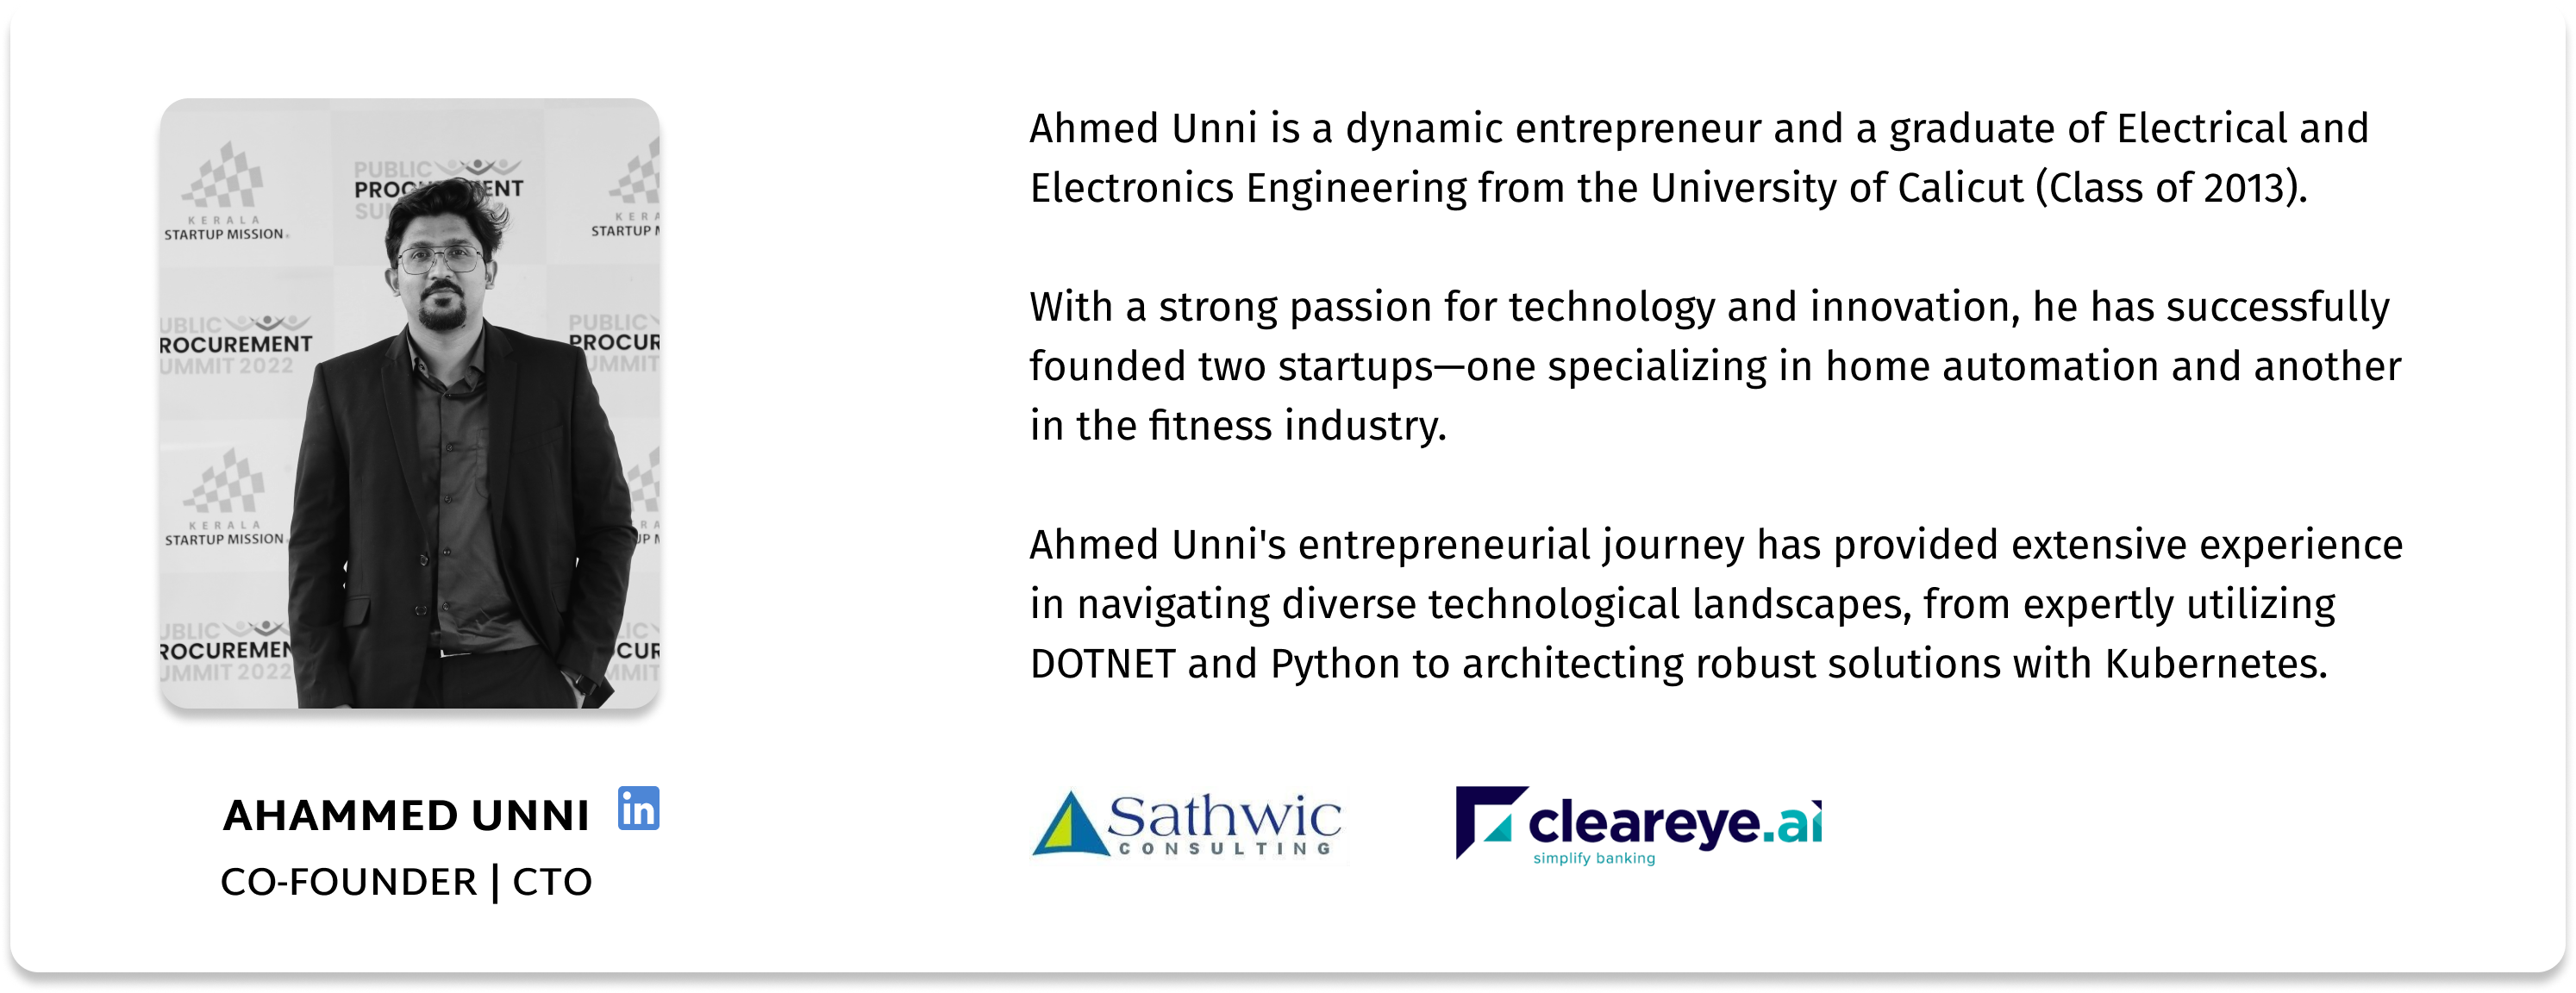 PUBLIC
KERALA
STARTUP MISSION
KERA
STARTUP M
UBLIC
ROCUREMENT
UMMIT 2022
PUBLIC
PROCUR
UMMIT
KERALA
STARTUP MISSION
UBLIC
ROCUREMEN
UMMIT 2022
LIC
CUR
MMIT
AHAMMED UNNI in
CO-FOUNDER | CTO
Ahmed Unni is a dynamic entrepreneur and a graduate of Electrical and
Electronics Engineering from the University of Calicut (Class of 2013).
With a strong passion for technology and innovation, he has successfully
founded two startups—one specializing in home automation and another
in the fitness industry.
Ahmed Unni's entrepreneurial journey has provided extensive experience
in navigating diverse technological landscapes, from expertly utilizing
DOTNET and Python to architecting robust solutions with Kubernetes.
Sathwic
CONSULTING
cleareye.ai
simplify banking